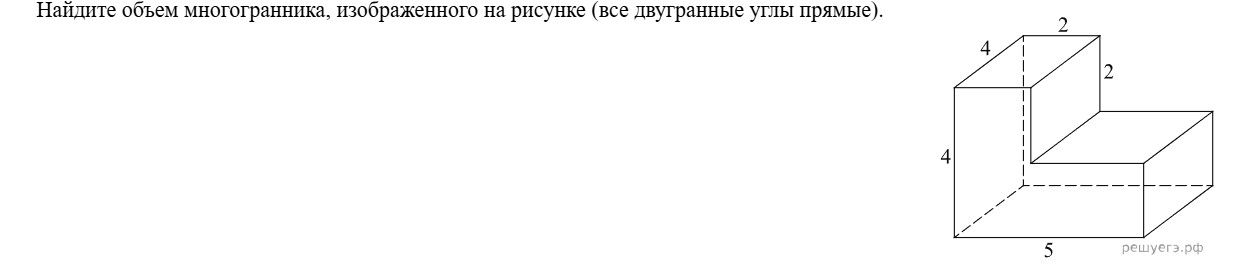 Найдите объем многогранника, изображенного на рисунке (все двугранные углы прямые).
2
4
2
4
5
решуегэ.рф